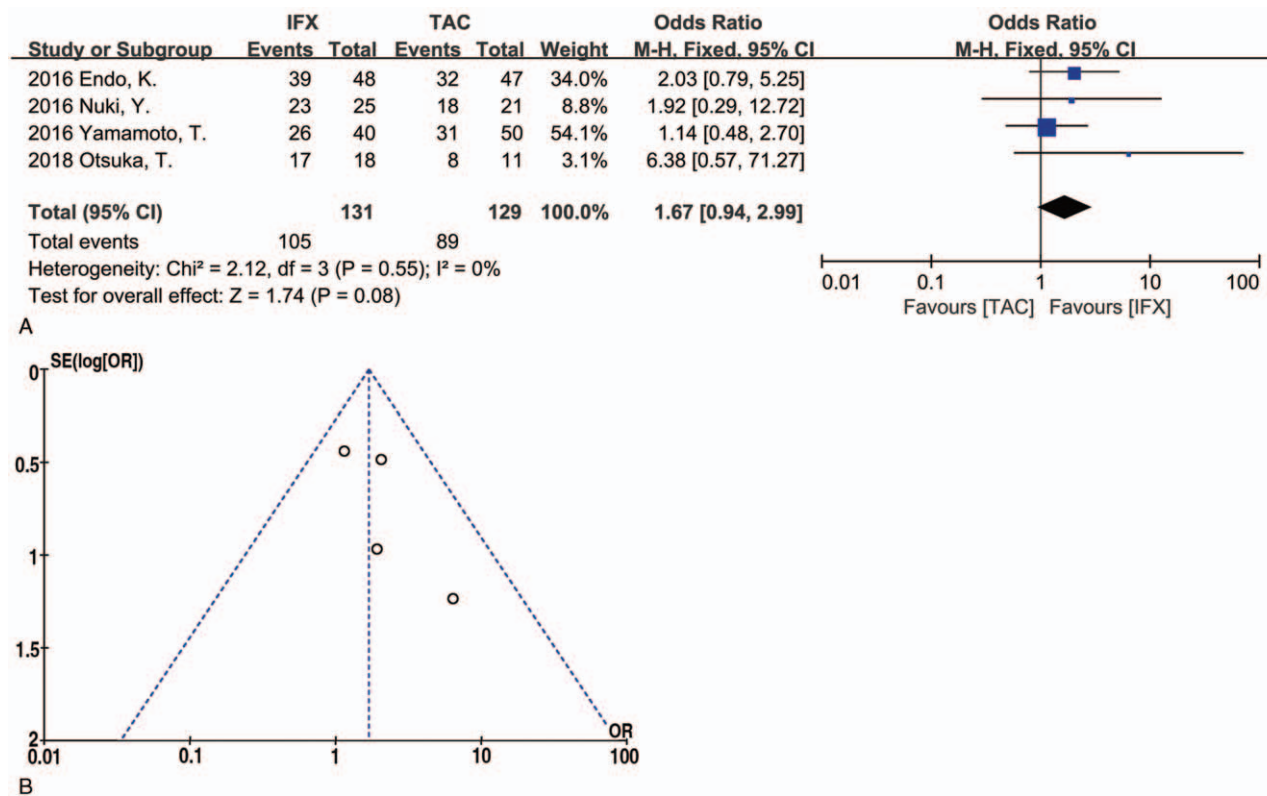 IFX TAC Odds Ratio Odds Ratio
Study or Subgroup Events Total Events Total Weight M-H, Fixed, 95% CI M-H, Fixed, 95% CI
2016 Endo, K. 39 48 32 47 34.0% 2.03 [0.79, 5.25]
2016 Nuki, Y. 23 25 18 21 8.8% 1.92 [0.29, 12.72]
2016 Yamamoto, T. 26 40 31 50 54.1% 1.14 [0.48, 2.70]
2018 Otsuka, T. 17 18 8 11 3.1% 6.38 [0.57, 71.27]
Total (95% CI) 131 129 100.0% 1.67 [0.94, 2.99]
Total events 105 89
Heterogeneity: Chi² = 2.12, df = 3 (P = 0.55); I² = 0%
Test for overall effect: Z = 1.74 (P = 0.08)
0.01 0.1 1 10 100
Favours [TAC] Favours [IFX]
A
SE(log[OR])
0
0.5
1
1.5
2
OR
0.01 0.1 1 10 100
B